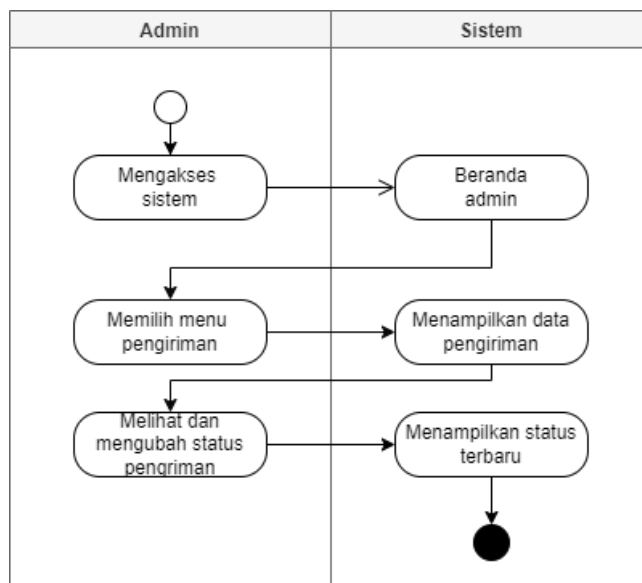 Admin
Sistem
Mengakses
sistem
Beranda
admin
Memilih menu
pengiriman
Menampilkan data
pengiriman
Melihat dan
mengubah status
pengriman
Menampilkan status
terbaru